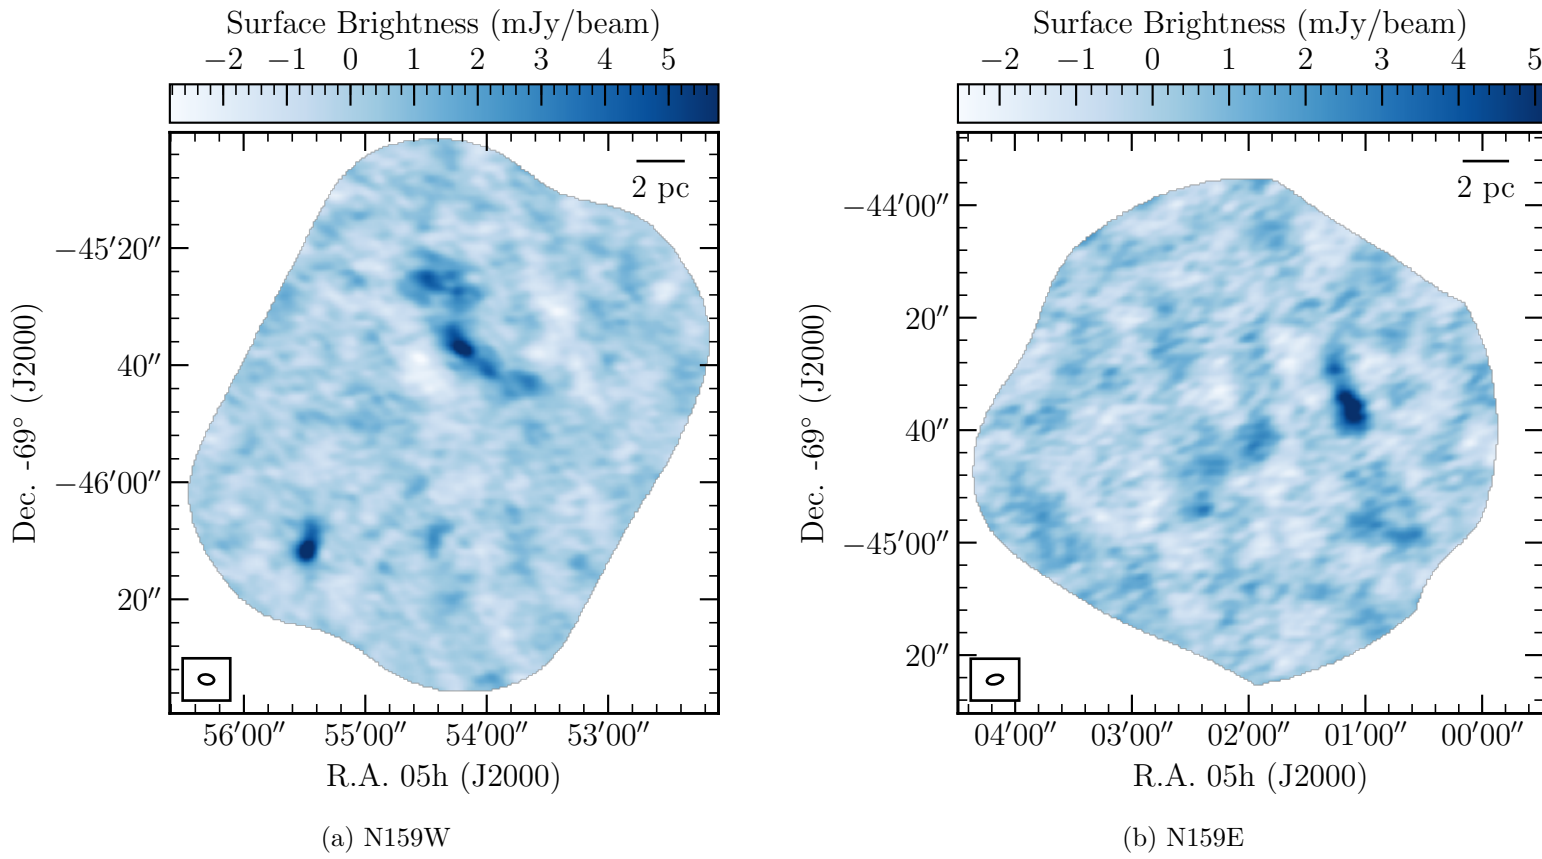 Surface Brightness (mJy/beam)
−2 −1 0 1 2 3 4 5
2 pc
−45′20″
40″
−46′00″
20″
Dec. -69° (J2000)
56′00″ 55′00″ 54′00″ 53′00″
R.A. 05h (J2000)
(a) N159W
Surface Brightness (mJy/beam)
−2 −1 0 1 2 3 4 5
2 pc
−44′00″
20″
40″
−45′00″
20″
Dec. -69° (J2000)
04′00″ 03′00″ 02′00″ 01′00″ 00′00″
R.A. 05h (J2000)
(b) N159E